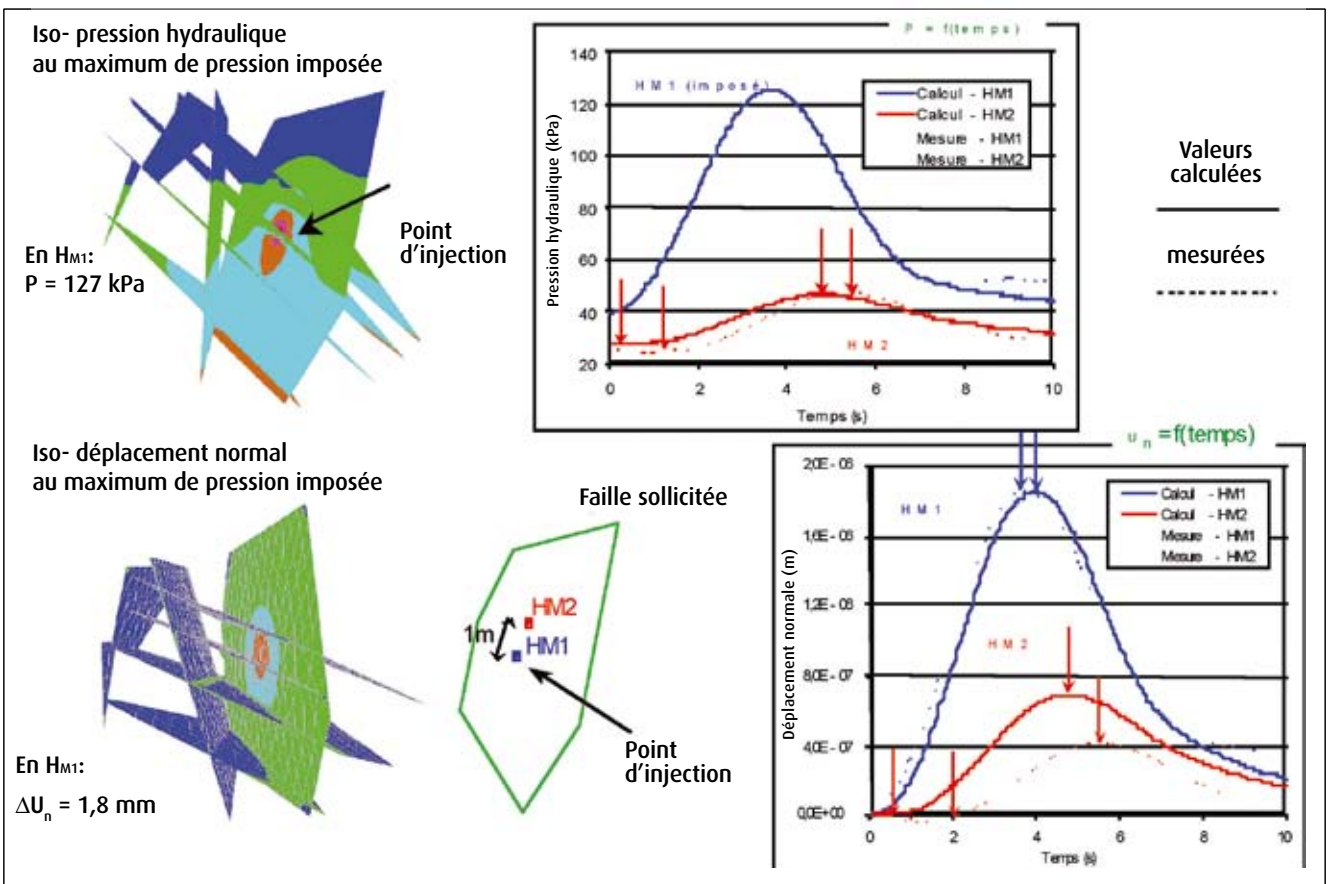 Iso- pression hydraulique
au maximum de pression imposée
En HM1:
P = 127 kPa
Point
d'injection
P = f(temps)
Pression hydraulique (kPa)
140
120
100
80
60
40
20
0
2
4
6
8
10
Temps (s)
HM1 (imposé)
HM2
Calcul - HM1
Calcul - HM2
Mesure - HM1
Mesure - HM2
Valeurs
calculées
mesurées
Iso- déplacement normal
au maximum de pression imposée
En HM1:
ΔUn = 1,8 mm
Faille sollicitée
HM2
1m
HM1
Point
d'injection
un =f(temps)
Déplacement normale (m)
2,0E-06
1,6E-06
1,2E-06
8,0E-07
4,0E-07
0,0E+00
0
2
4
6
8
10
Temps (s)
HM1
HM2
Calcul - HM1
Calcul - HM2
Mesure - HM1
Mesure - HM2